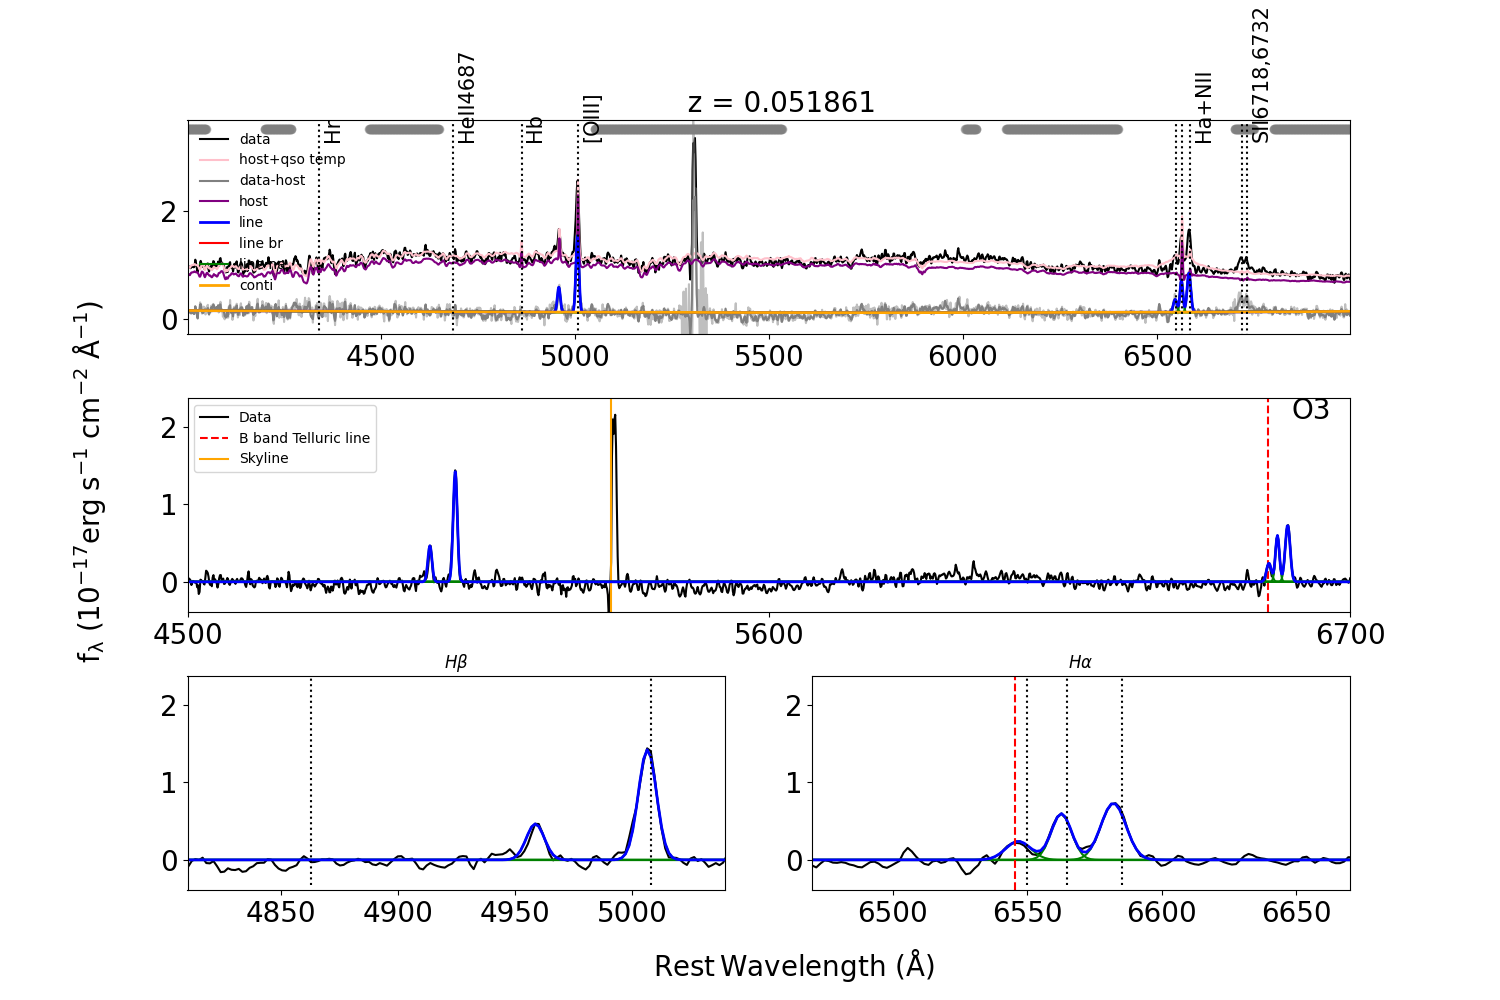 z = 0.051861
Hr
HeII4687
Hb
[OIII]
Ha+NII
SII6718,6732
data
host+qso temp
data-host
host
line
line br
conti
2
0
4500
5000
5500
6000
6500
fλ (10⁻¹⁷erg s⁻¹ cm⁻² Å⁻¹)
O3
Data
B band Telluric line
Skyline
2
1
0
4500
5600
6700
Hβ
2
1
0
4850
4900
4950
5000
Hα
2
1
0
6500
6550
6600
6650
Rest Wavelength (Å)